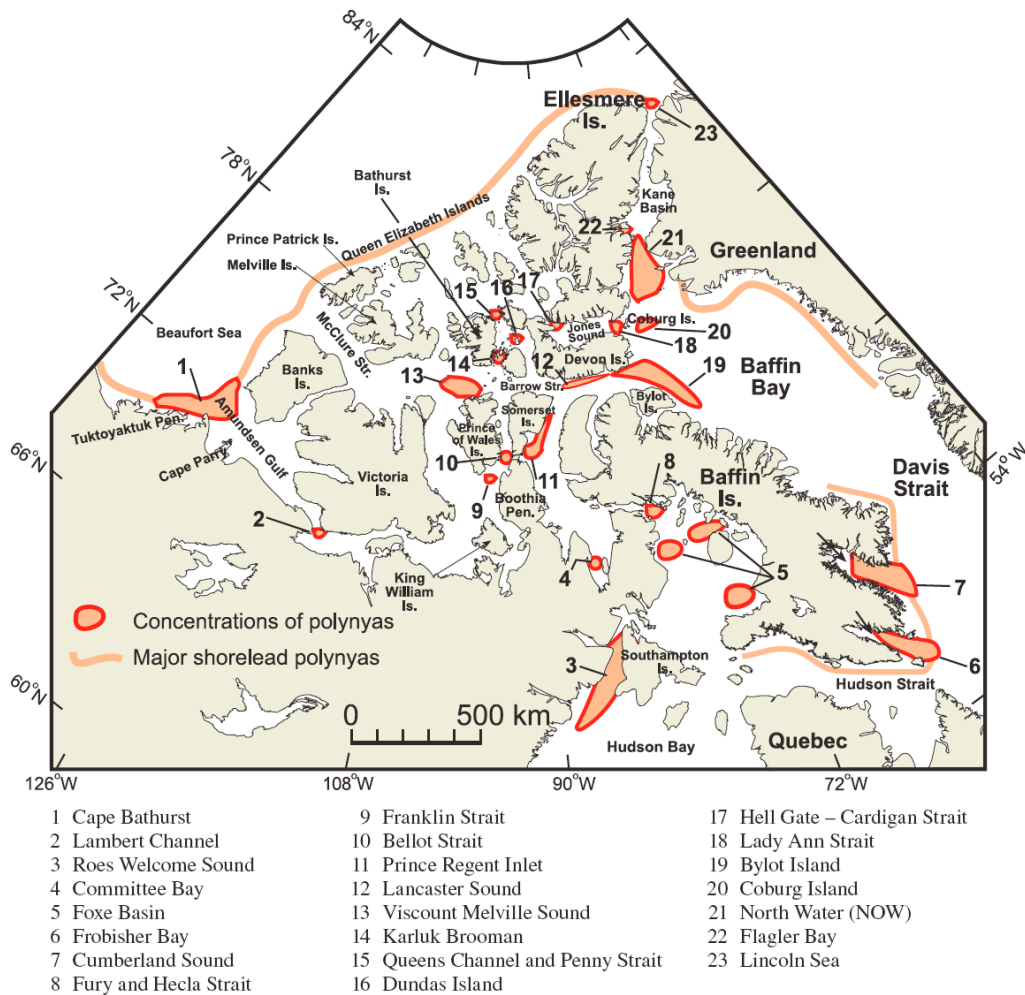 84°N
Ellesmere
Is.
23
78°N
Bathurst
Is.
Kane
Basin
Queen Elizabeth Islands
22
21
Prince Patrick Is.
Greenland
Melville Is.
17
16
15
72°N
Beaufort Sea
McClure Str.
Jones
Sound
Coburg Is.
20
18
1
14
12
Devon Is.
19
Baffin
Bay
13
Banks
Is.
Barrow Str.
Bylot
Is.
Somerset
Is.
Tuktoyaktuk Pen.
Amundsen Gulf
Prince
of Wales
Is.
66°N
Cape Parry
10
11
8
Baffin
Is.
Davis
Strait
54°W
Victoria
Is.
9
Boothia
Pen.
2
4
5
7
King
William
Is.
Concentrations of polynyas
Major shorelead polynyas
3
Southampton
Is.
6
Hudson Strait
60°N
0 500 km
Hudson Bay
Quebec
126°W 108°W 90°W 72°W
1 Cape Bathurst
2 Lambert Channel
3 Roes Welcome Sound
4 Committee Bay
5 Foxe Basin
6 Frobisher Bay
7 Cumberland Sound
8 Fury and Hecla Strait
9 Franklin Strait
10 Bellot Strait
11 Prince Regent Inlet
12 Lancaster Sound
13 Viscount Melville Sound
14 Karluk Brooman
15 Queens Channel and Penny Strait
16 Dundas Island
17 Hell Gate – Cardigan Strait
18 Lady Ann Strait
19 Bylot Island
20 Coburg Island
21 North Water (NOW)
22 Flagler Bay
23 Lincoln Sea